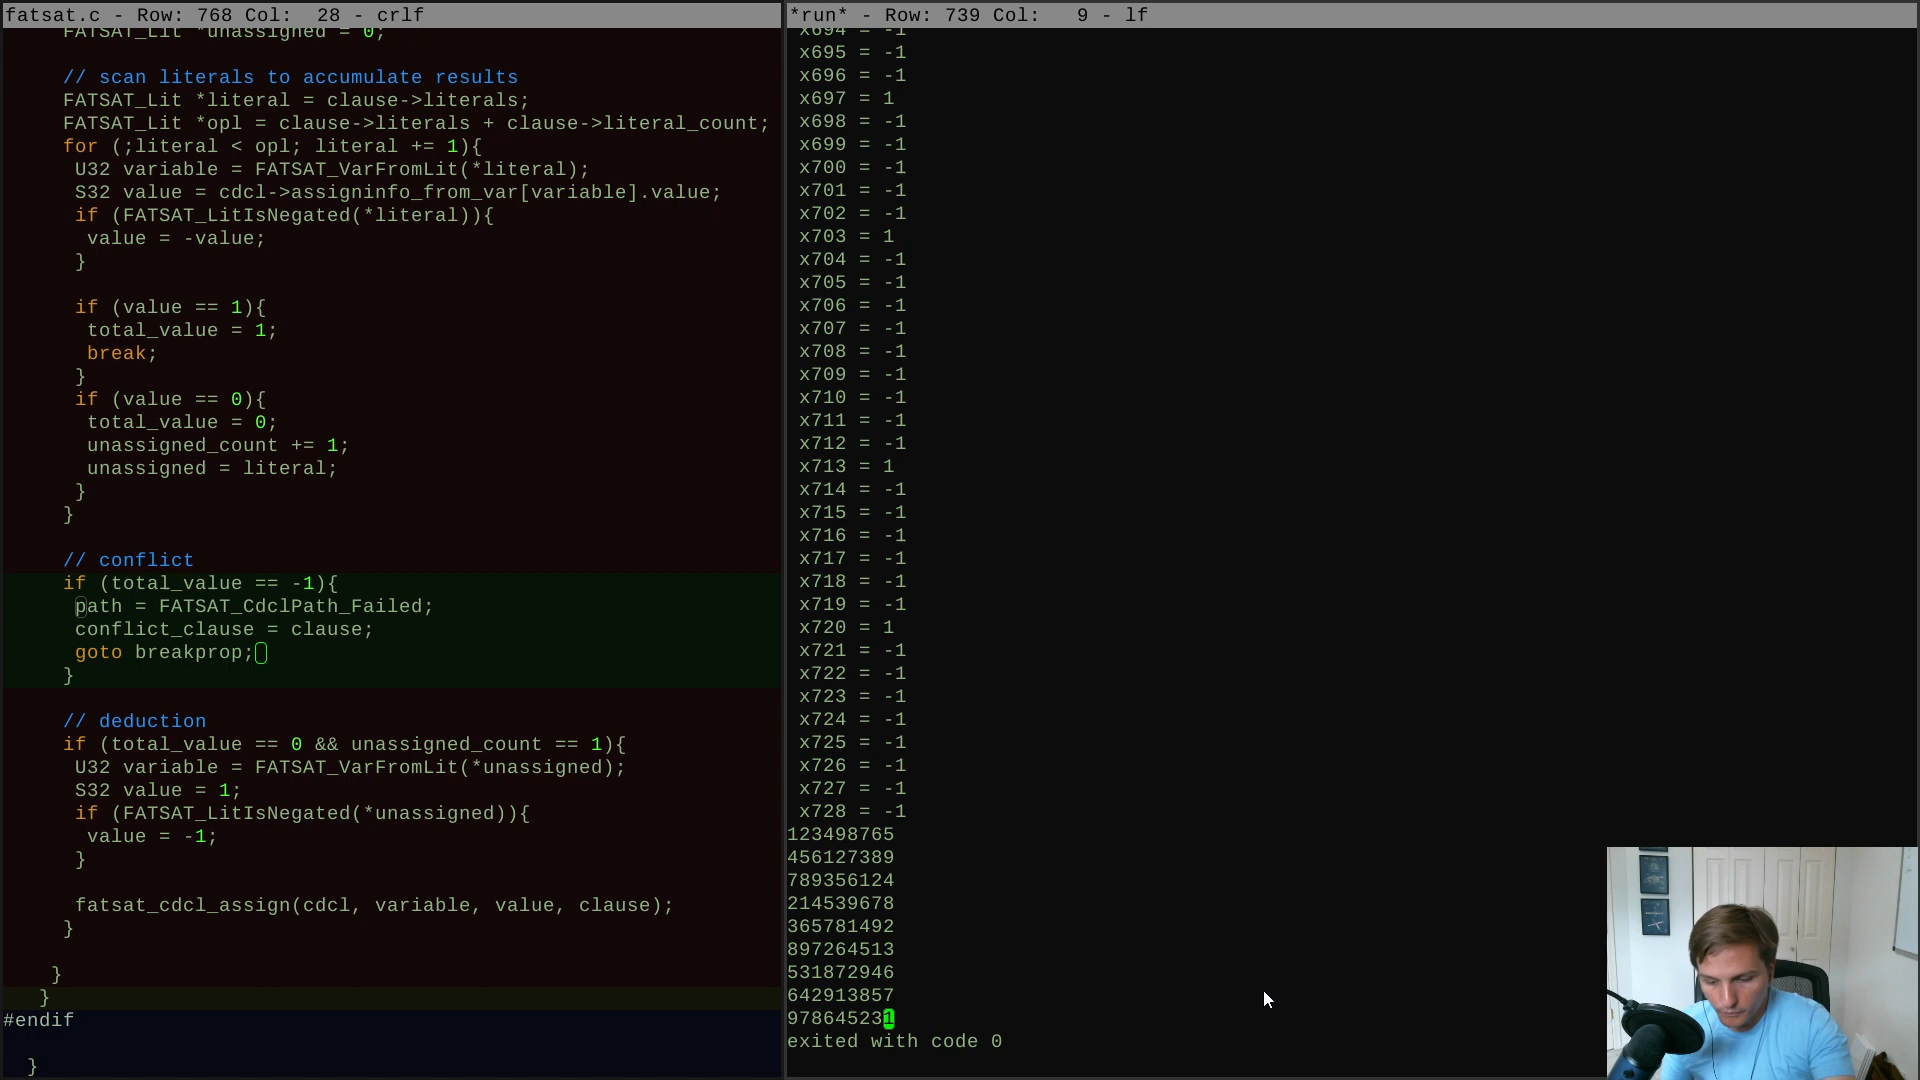 fatsat.c - Row: 768 Col:  28 - crlf
FATSAT_Lit *unassigned = 0;
// scan literals to accumulate results
FATSAT_Lit *literal = clause->literals;
FATSAT_Lit *opl = clause->literals + clause->literal_count;
for (;literal < opl; literal += 1){
U32 variable = FATSAT_VarFromLit(*literal);
S32 value = cdcl->assigninfo_from_var[variable].value;
if (FATSAT_LitIsNegated(*literal)){
value = -value;
}
if (value == 1){
total_value = 1;
break;
}
if (value == 0){
total_value = 0;
unassigned_count += 1;
unassigned = literal;
}
}
// conflict
if (total_value == -1){
path = FATSAT_CdclPath_Failed;
conflict_clause = clause;
goto breakprop;
}
// deduction
if (total_value == 0 && unassigned_count == 1){
U32 variable = FATSAT_VarFromLit(*unassigned);
S32 value = 1;
if (FATSAT_LitIsNegated(*unassigned)){
value = -1;
}
fatsat_cdcl_assign(cdcl, variable, value, clause);
}
}
}
#endif
}
*run* - Row: 739 Col:   9 - lf
x694 = -1
x695 = -1
x696 = -1
x697 = 1
x698 = -1
x699 = -1
x700 = -1
x701 = -1
x702 = -1
x703 = 1
x704 = -1
x705 = -1
x706 = -1
x707 = -1
x708 = -1
x709 = -1
x710 = -1
x711 = -1
x712 = -1
x713 = 1
x714 = -1
x715 = -1
x716 = -1
x717 = -1
x718 = -1
x719 = -1
x720 = 1
x721 = -1
x722 = -1
x723 = -1
x724 = -1
x725 = -1
x726 = -1
x727 = -1
x728 = -1
123498765
456127389
789356124
214539678
365781492
897264513
531872946
642913857
978645231
exited with code 0